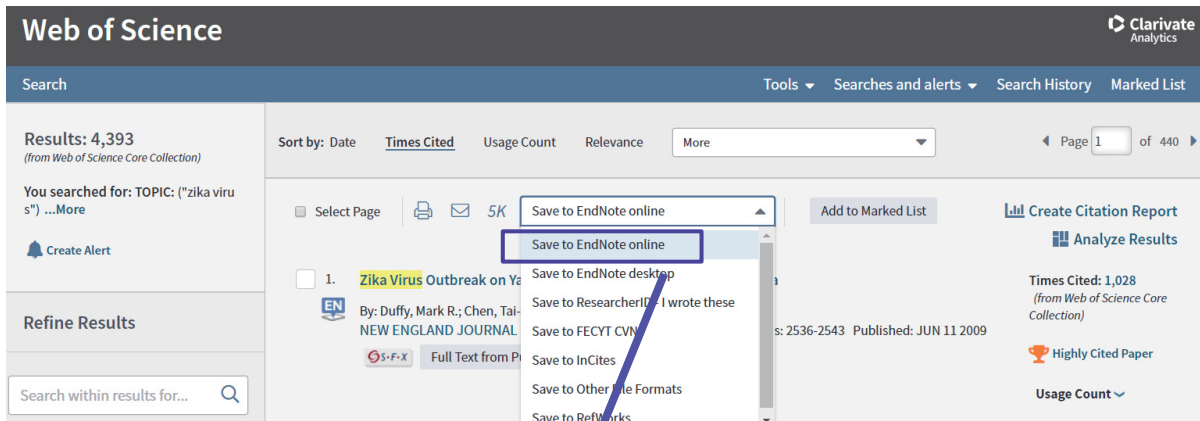 Web of Science
Clarivate
Analytics
Search
Tools
Searches and alerts
Search History
Marked List
Results: 4,393
(from Web of Science Core Collection)
You searched for: TOPIC: ("zika viru
s") ...More
Create Alert
Refine Results
Search within results for...
Sort by: Date Times Cited Usage Count Relevance More
Page 1 of 440
Select Page 5K Save to EndNote online Add to Marked List
Save to EndNote online
Save to EndNote desktop
Save to ResearcherID - I wrote these
Save to FECYT CVN
Save to InCites
Save to Other File Formats
Save to RefWorks
1. Zika Virus Outbreak on
EN
By: Duffy, Mark R.; Chen, Tai-
NEW ENGLAND JOURNAL s: 2536-2543 Published: JUN 11 2009
S·F·X Full Text from
Create Citation Report
Analyze Results
Times Cited: 1,028
(from Web of Science Core
Collection)
Highly Cited Paper
Usage Count